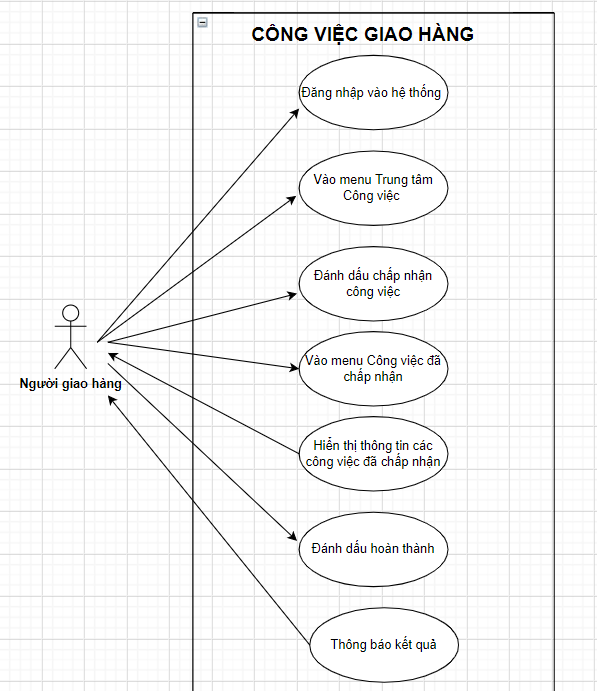 CÔNG VIỆC GIAO HÀNG
Đăng nhập vào hệ thống
Vào menu Trung tâm
Công việc
Đánh dấu chấp nhận
công việc
Vào menu Công việc đã
chấp nhận
Người giao hàng
Hiển thị thông tin các
công việc đã chấp nhận
Đánh dấu hoàn thành
Thông báo kết quả